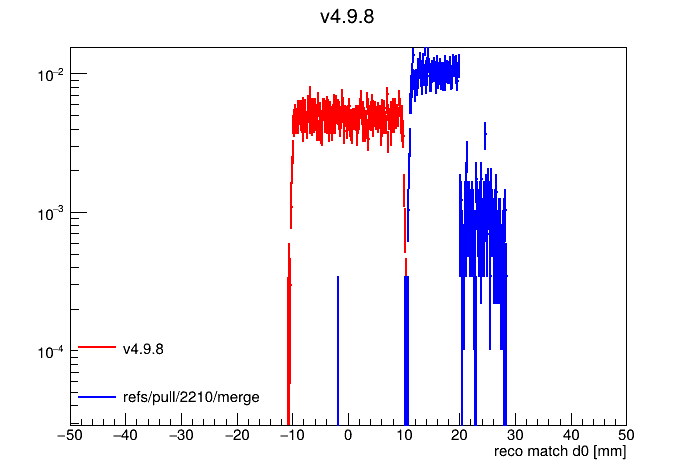 v4.9.8
10⁻²
10⁻³
10⁻⁴
v4.9.8
refs/pull/2210/merge
−50 −40 −30 −20 −10 0 10 20 30 40 50
reco match d0 [mm]